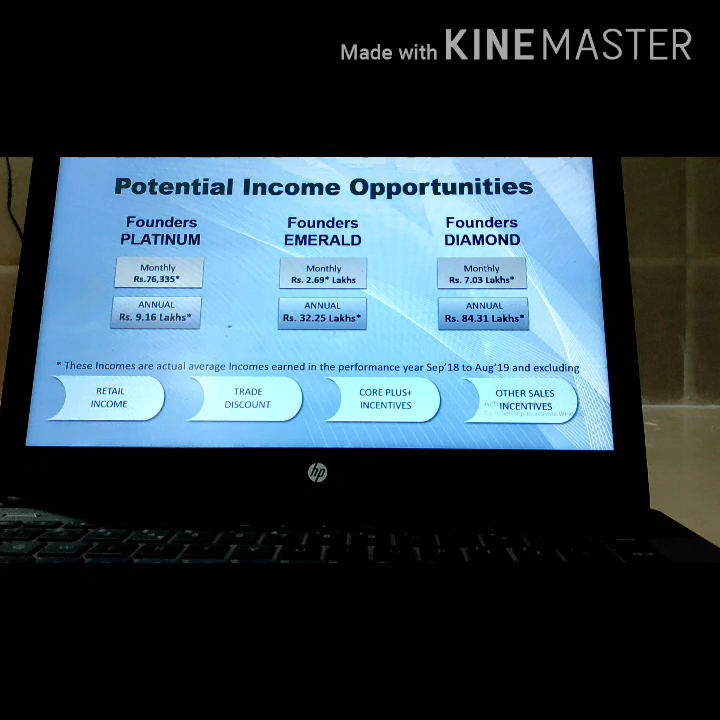 Made with KINEMASTER
Potential Income Opportunities
Founders PLATINUM
Monthly
Rs.76,335*
ANNUAL
Rs. 9.16 Lakhs*
Founders EMERALD
Monthly
Rs. 2.69* Lakhs
ANNUAL
Rs. 32.25 Lakhs*
Founders DIAMOND
Monthly
Rs. 7.03 Lakhs*
ANNUAL
Rs. 84.31 Lakhs*
* These Incomes are actual average Incomes earned in the performance year Sep'18 to Aug'19 and excluding
RETAIL
INCOME
TRADE
DISCOUNT
CORE PLUS+
INCENTIVES
OTHER SALES
INCENTIVES
hp